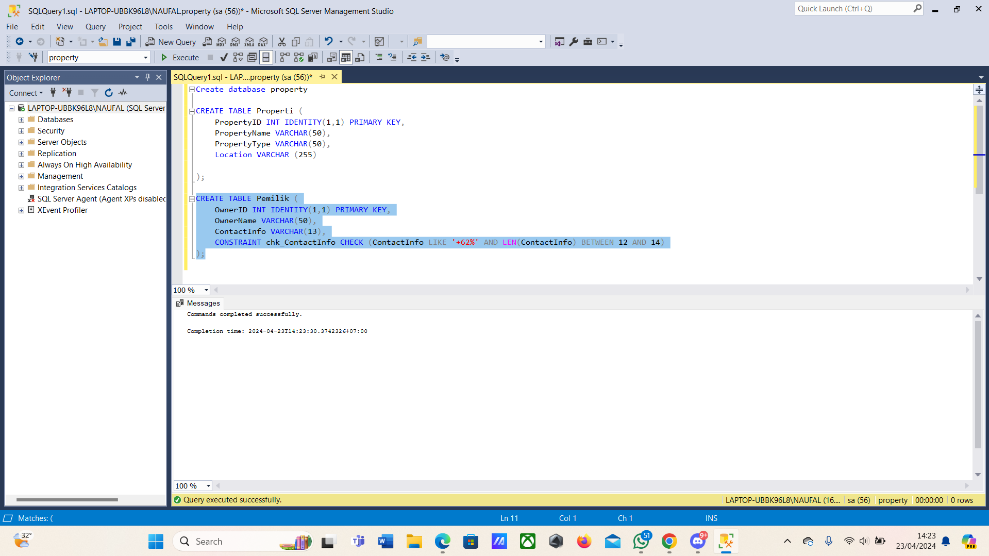 SQLQuery1.sql - LAPTOP-UBBK96L8\NAUFAL.property (sa (56))* - Microsoft SQL Server Management Studio
Quick Launch (Ctrl+Q)
File Edit View Query Project Tools Window Help
New Query
property
Execute
Object Explorer
SQLQuery1.sql - LAP....property (sa (56))*
Connect
LAPTOP-UBBK96L8\NAUFAL (SQL Server
Databases
Security
Server Objects
Replication
Always On High Availability
Management
Integration Services Catalogs
SQL Server Agent (Agent XPs disabled
XEvent Profiler
Create database property
CREATE TABLE Properti (
PropertyID INT IDENTITY(1,1) PRIMARY KEY,
PropertyName VARCHAR(50),
PropertyType VARCHAR(50),
Location VARCHAR (255)
);
CREATE TABLE Pemilik (
OwnerID INT IDENTITY(1,1) PRIMARY KEY,
OwnerName VARCHAR(50),
ContactInfo VARCHAR(13),
CONSTRAINT chk_ContactInfo CHECK (ContactInfo LIKE '+62%' AND LEN(ContactInfo) BETWEEN 12 AND 14)
);
100 %
Messages
Commands completed successfully.
Completion time: 2024-04-23T14:23:30.3742326+07:00
100 %
Query executed successfully.
LAPTOP-UBBK96L8\NAUFAL (16.... sa (56) property 00:00:00 0 rows
Matches: ( Ln 11 Col 1 Ch 1 INS
32°
Search
51
9+
14:23
23/04/2024